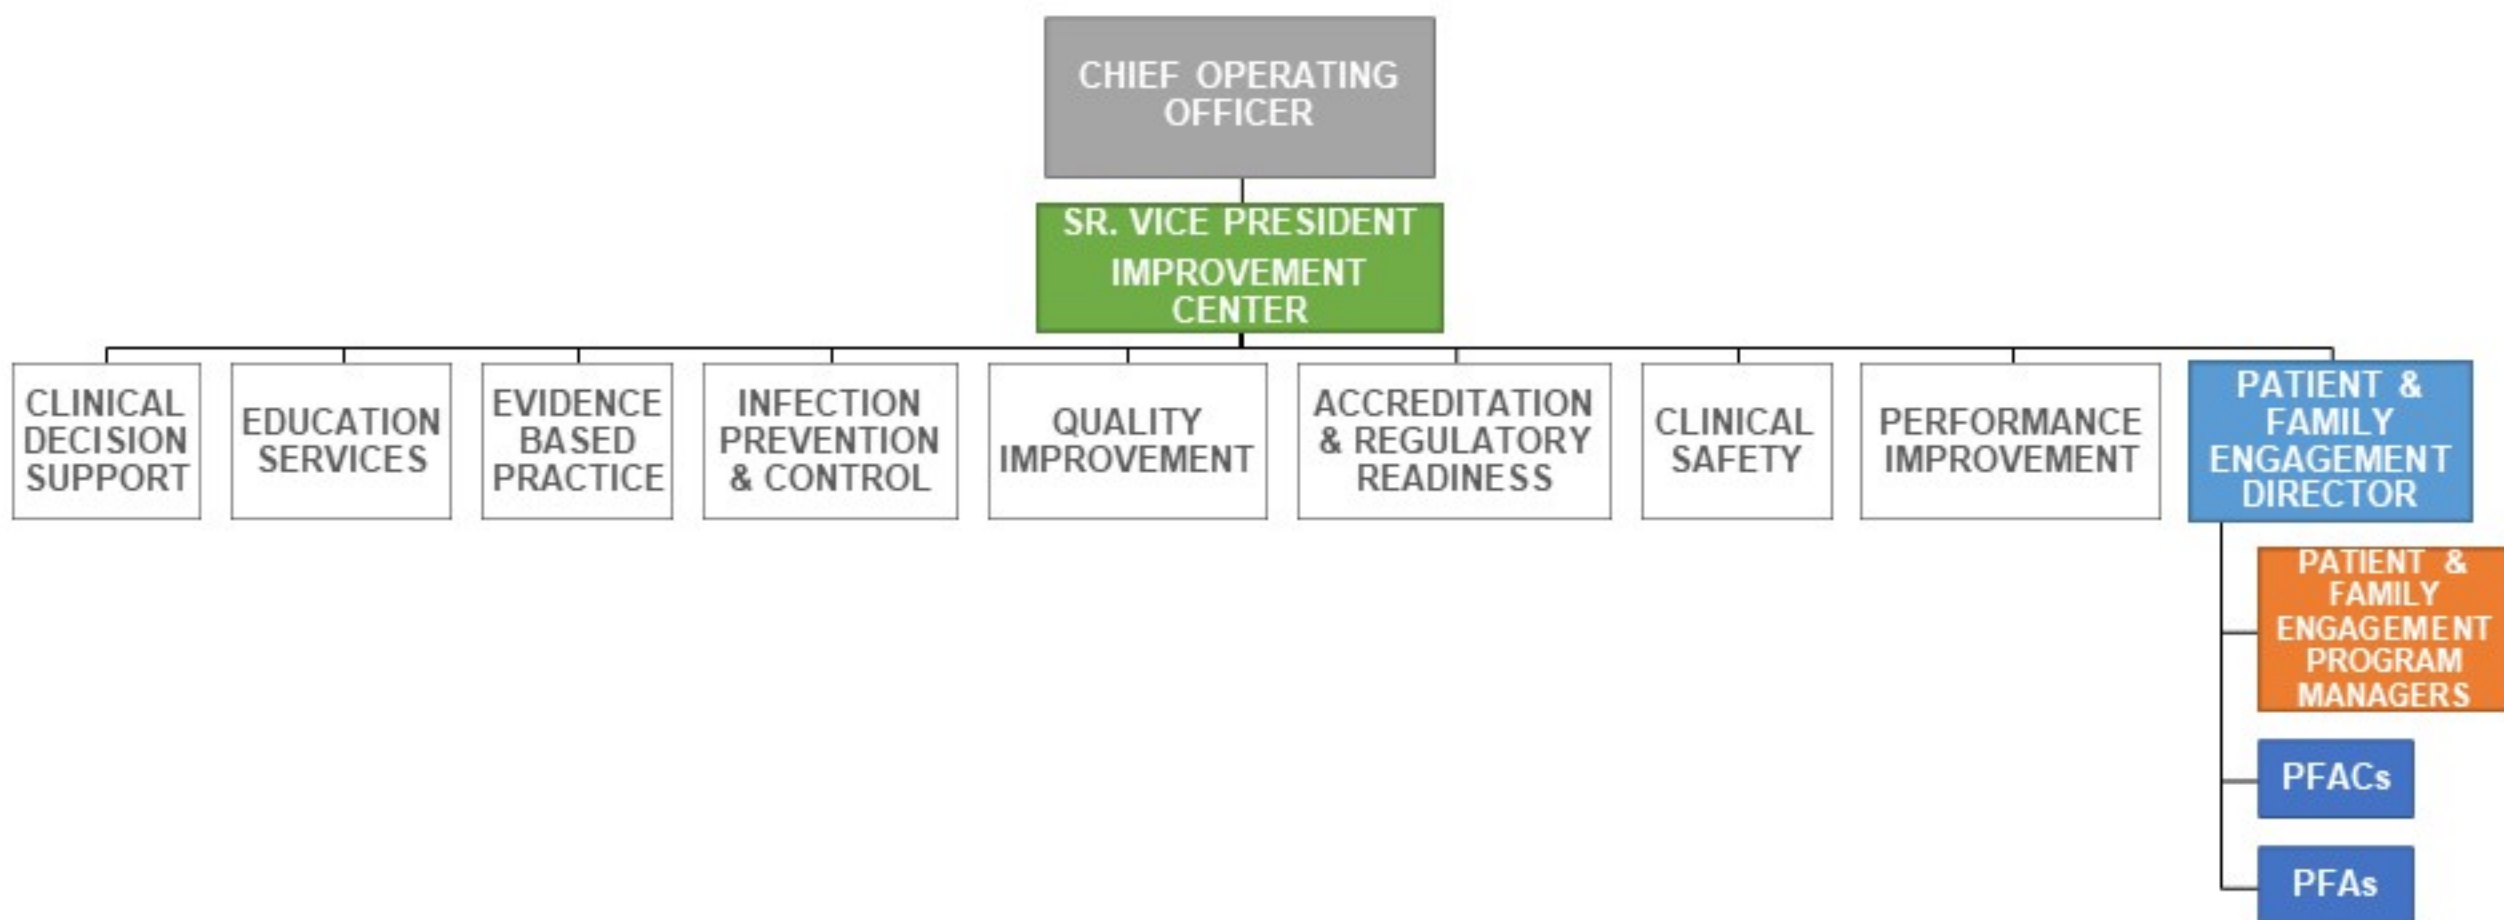 CHIEF OPERATING
OFFICER
SR. VICE PRESIDENT
IMPROVEMENT
CENTER
CLINICAL
DECISION
SUPPORT
EDUCATION
SERVICES
EVIDENCE
BASED
PRACTICE
INFECTION
PREVENTION
& CONTROL
QUALITY
IMPROVEMENT
ACCREDITATION
& REGULATORY
READINESS
CLINICAL
SAFETY
PERFORMANCE
IMPROVEMENT
PATIENT &
FAMILY
ENGAGEMENT
DIRECTOR
PATIENT &
FAMILY
ENGAGEMENT
PROGRAM
MANAGERS
PFACs
PFAs